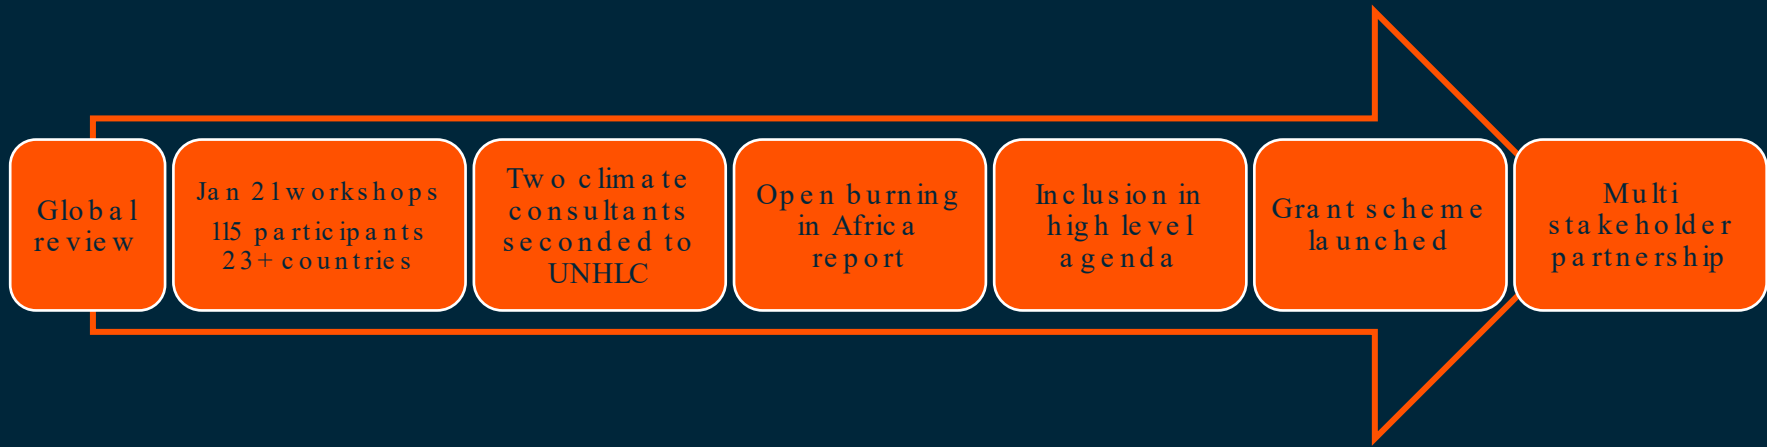 Global
review
Jan 21 workshops
115 participants
23+ countries
Two climate
consultants
seconded to
UNHLC
Open burning
in Africa
report
Inclusion in
high level
agenda
Grant scheme
launched
Multi
stakeholder
partnership